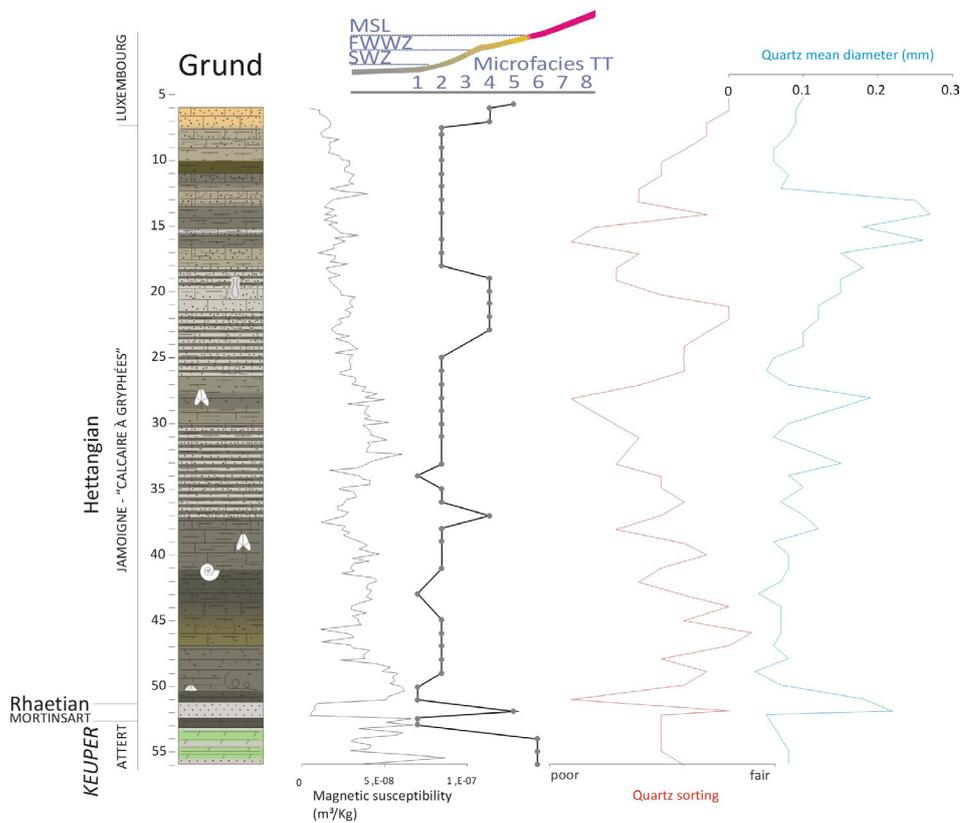 MSL
FWWZ
SWZ
Microfacies TT
1 2 3 4 5 6 7 8
Grund
LUXEMBOURG
Quartz mean diameter (mm)
0 0.1 0.2 0.3
5
10
15
20
25
30
35
40
45
50
55
Hettangian
JAMOIGNE - "CALCAIRE À GRYPHÉES"
Rhaetian
MORTINSART
KEUPER
ATTERT
0 5,E-08 1,E-07
Magnetic susceptibility
(m³/Kg)
poor fair
Quartz sorting